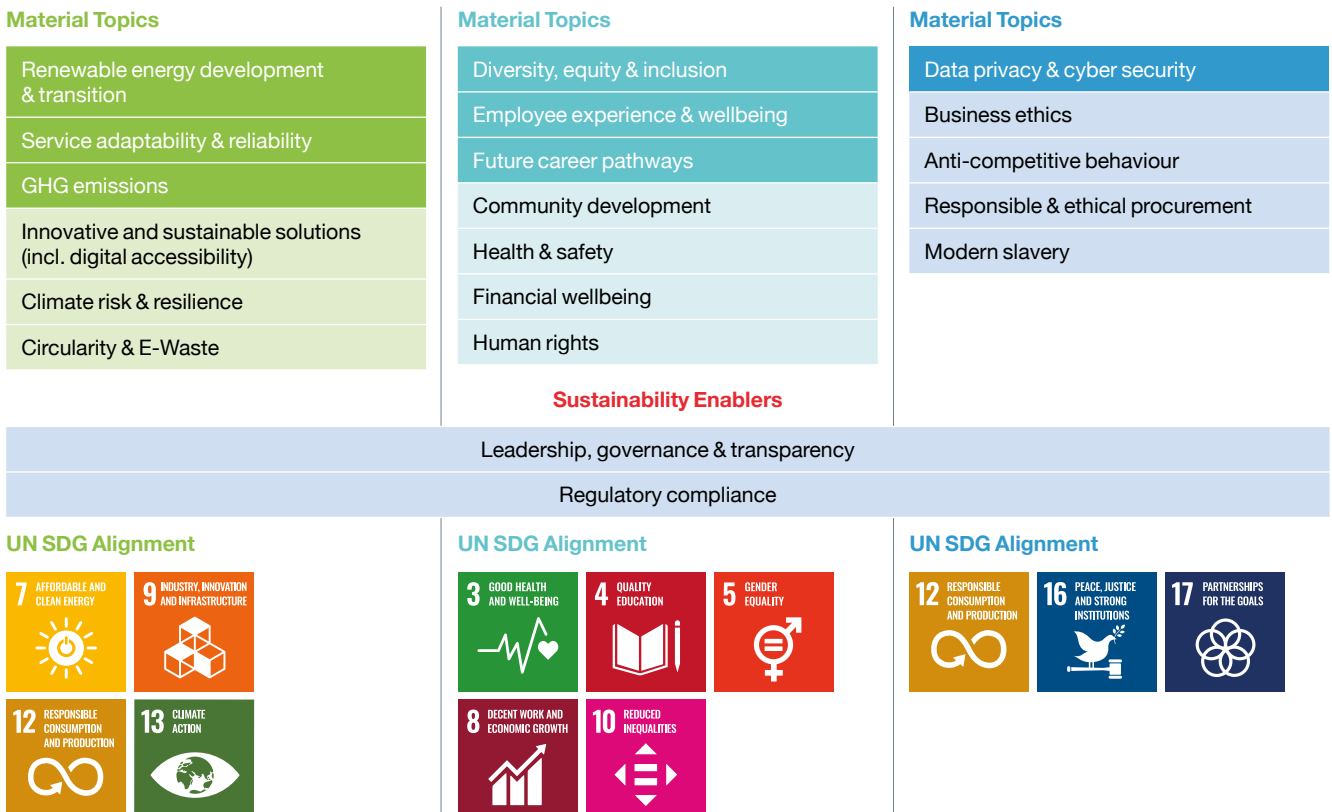 Material Topics
Renewable energy development
& transition
Service adaptability & reliability
GHG emissions
Innovative and sustainable solutions
(incl. digital accessibility)
Climate risk & resilience
Circularity & E-Waste
Material Topics
Diversity, equity & inclusion
Employee experience & wellbeing
Future career pathways
Community development
Health & safety
Financial wellbeing
Human rights
Material Topics
Data privacy & cyber security
Business ethics
Anti-competitive behaviour
Responsible & ethical procurement
Modern slavery
Sustainability Enablers
Leadership, governance & transparency
Regulatory compliance
UN SDG Alignment
7 AFFORDABLE AND
CLEAN ENERGY
9 INDUSTRY, INNOVATION
AND INFRASTRUCTURE
12 RESPONSIBLE
CONSUMPTION
AND PRODUCTION
13 CLIMATE
ACTION
UN SDG Alignment
3 GOOD HEALTH
AND WELL-BEING
4 QUALITY
EDUCATION
5 GENDER
EQUALITY
8 DECENT WORK AND
ECONOMIC GROWTH
10 REDUCED
INEQUALITIES
UN SDG Alignment
12 RESPONSIBLE
CONSUMPTION
AND PRODUCTION
16 PEACE, JUSTICE
AND STRONG
INSTITUTIONS
17 PARTNERSHIPS
FOR THE GOALS